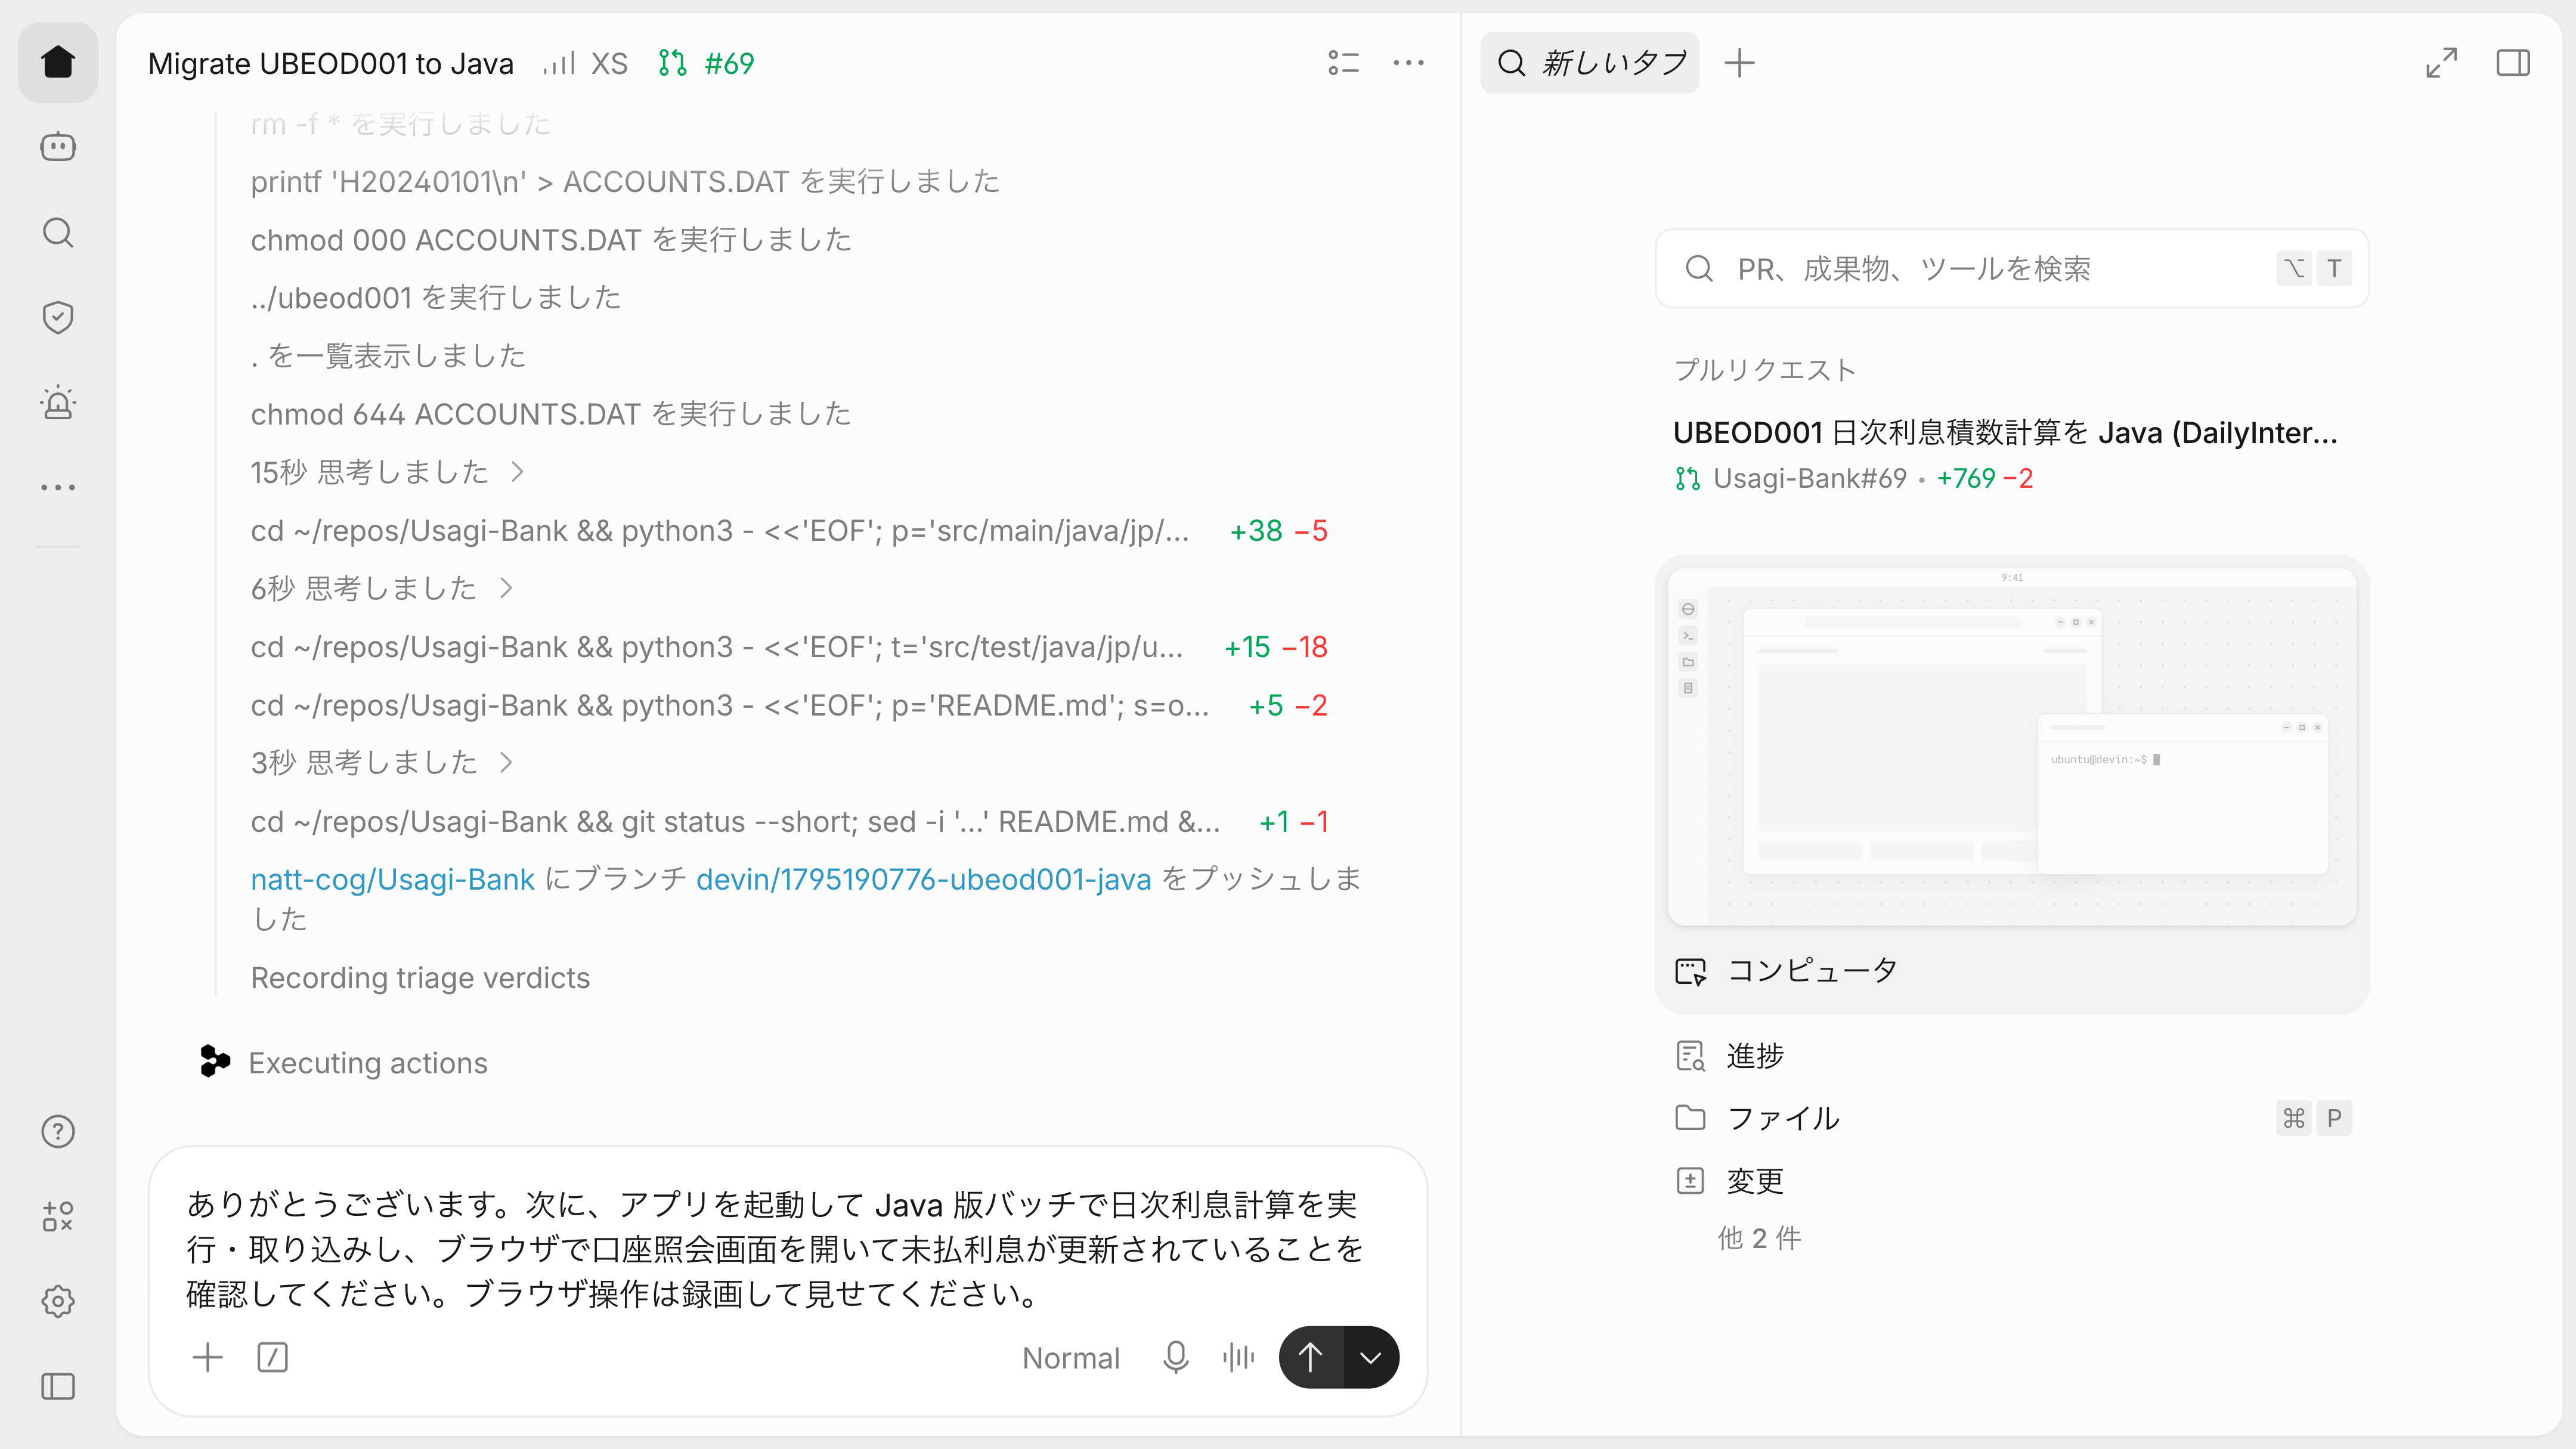 Migrate UBEOD001 to Java XS #69
rm -f * を実行しました
printf 'H20240101\n' > ACCOUNTS.DAT を実行しました
chmod 000 ACCOUNTS.DAT を実行しました
../ubeod001 を実行しました
. を一覧表示しました
chmod 644 ACCOUNTS.DAT を実行しました
15秒 思考しました
cd ~/repos/Usagi-Bank && python3 - <<'EOF'; p='src/main/java/jp/... +38 −5
6秒 思考しました
cd ~/repos/Usagi-Bank && python3 - <<'EOF'; t='src/test/java/jp/u... +15 −18
cd ~/repos/Usagi-Bank && python3 - <<'EOF'; p='README.md'; s=o... +5 −2
3秒 思考しました
cd ~/repos/Usagi-Bank && git status --short; sed -i '...' README.md &... +1 −1
natt-cog/Usagi-Bank にブランチ devin/1795190776-ubeod001-java をプッシュしま
した
Recording triage verdicts
Executing actions
ありがとうございます。次に、アプリを起動して Java 版バッチで日次利息計算を実
行・取り込みし、ブラウザで口座照会画面を開いて未払利息が更新されていることを
確認してください。ブラウザ操作は録画して見せてください。
Normal
新しいタブ
PR、成果物、ツールを検索 ⌥ T
プルリクエスト
UBEOD001 日次利息積数計算を Java (DailyInter...
Usagi-Bank#69 • +769 −2
9:41
ubuntu@devin:~$
コンピュータ
進捗
ファイル ⌘ P
変更
他 2 件